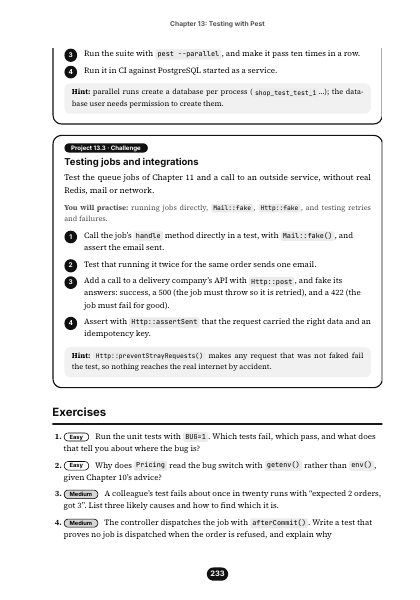 Chapter 13: Testing with Pest
3 Run the suite with pest --parallel, and make it pass ten times in a row.
4 Run it in CI against PostgreSQL started as a service.
Hint: parallel runs create a database per process (shop_test_test_1 …); the data-
base user needs permission to create them.
Project 13.3 · Challenge
Testing jobs and integrations
Test the queue jobs of Chapter 11 and a call to an outside service, without real
Redis, mail or network.
You will practise: running jobs directly, Mail::fake, Http::fake, and testing retries
and failures.
1 Call the job's handle method directly in a test, with Mail::fake(), and
assert the email sent.
2 Test that running it twice for the same order sends one email.
3 Add a call to a delivery company's API with Http::post, and fake its
answers: success, a 500 (the job must throw so it is retried), and a 422 (the
job must fail for good).
4 Assert with Http::assertSent that the request carried the right data and an
idempotency key.
Hint: Http::preventStrayRequests() makes any request that was not faked fail
the test, so nothing reaches the real internet by accident.
Exercises
1. Easy Run the unit tests with BUG=1. Which tests fail, which pass, and what does
that tell you about where the bug is?
2. Easy Why does Pricing read the bug switch with getenv() rather than env(),
given Chapter 10's advice?
3. Medium A colleague's test fails about once in twenty runs with "expected 2 orders,
got 3". List three likely causes and how to find which it is.
4. Medium The controller dispatches the job with afterCommit(). Write a test that
proves no job is dispatched when the order is refused, and explain why
233